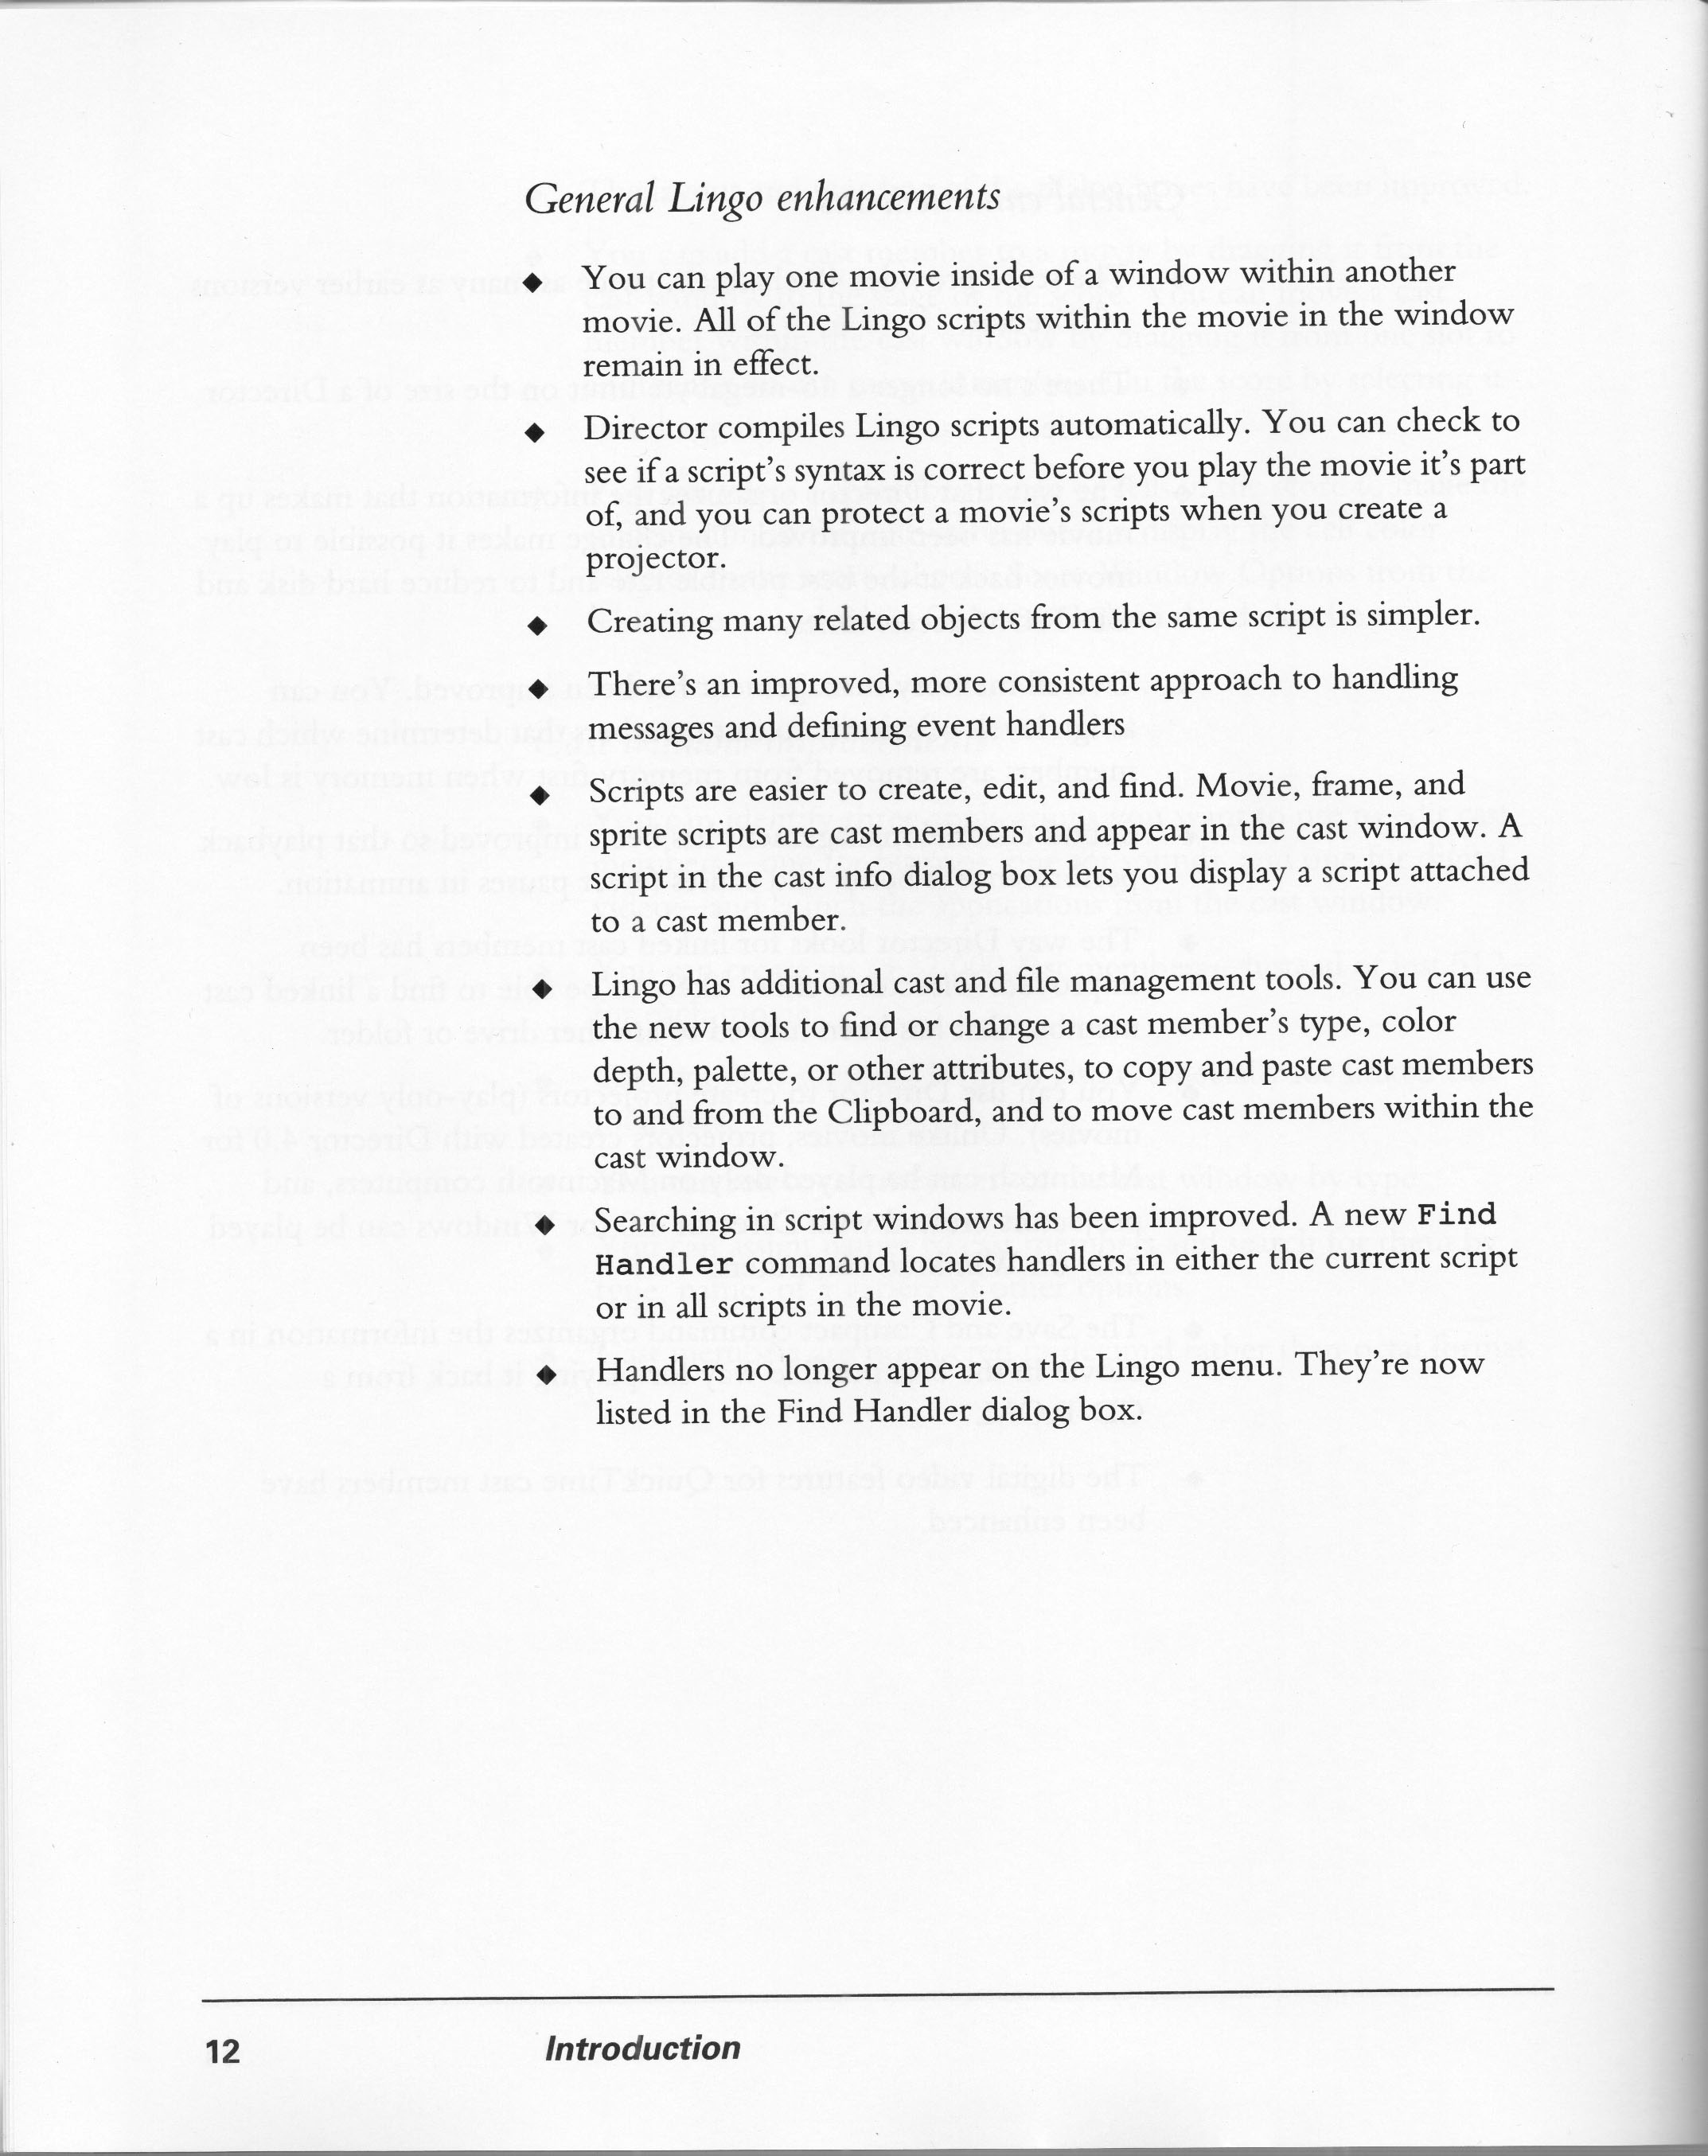 General Lingo enhancements
◆ You can play one movie inside of a window within another
movie. All of the Lingo scripts within the movie in the window
remain in effect.
◆ Director compiles Lingo scripts automatically. You can check to
see if a script's syntax is correct before you play the movie it's part
of, and you can protect a movie's scripts when you create a
projector.
◆ Creating many related objects from the same script is simpler.
◆ There's an improved, more consistent approach to handling
messages and defining event handlers
◆ Scripts are easier to create, edit, and find. Movie, frame, and
sprite scripts are cast members and appear in the cast window. A
script in the cast info dialog box lets you display a script attached
to a cast member.
◆ Lingo has additional cast and file management tools. You can use
the new tools to find or change a cast member's type, color
depth, palette, or other attributes, to copy and paste cast members
to and from the Clipboard, and to move cast members within the
cast window.
◆ Searching in script windows has been improved. A new Find
Handler command locates handlers in either the current script
or in all scripts in the movie.
◆ Handlers no longer appear on the Lingo menu. They're now
listed in the Find Handler dialog box.
12 Introduction